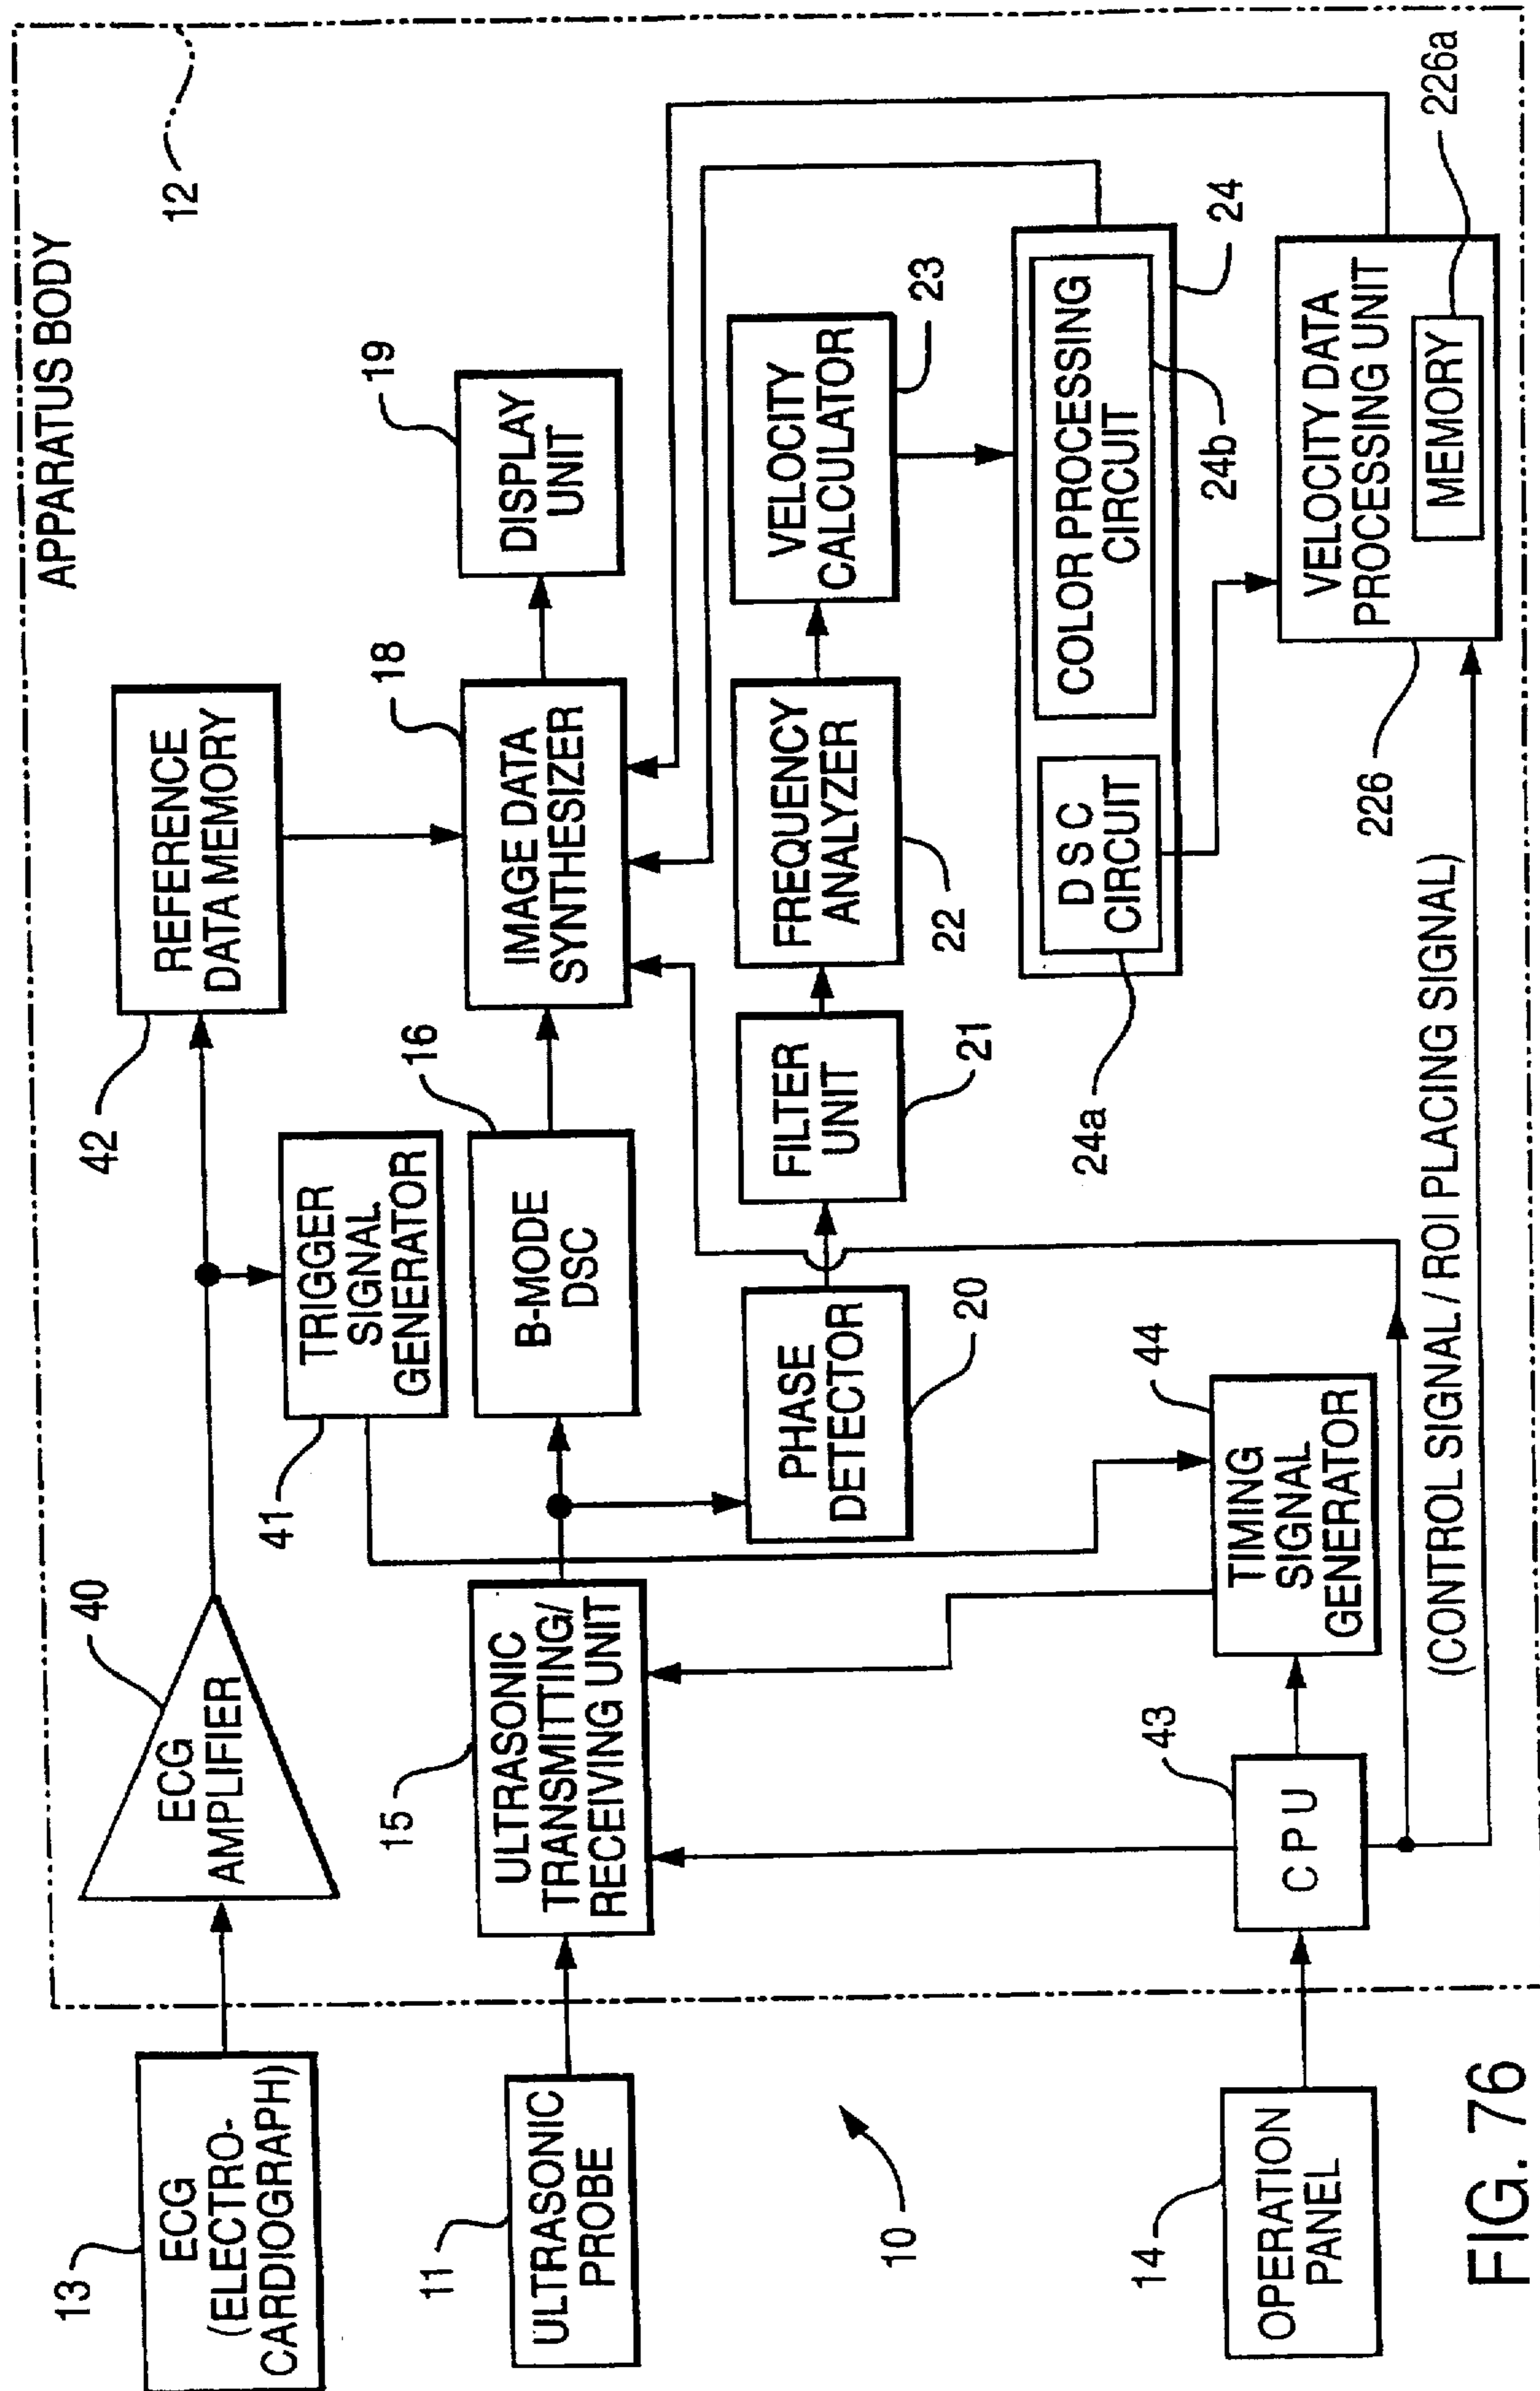 APPARATUS BODY
12
13
ECG
(ELECTRO-
CARDIOGRAPH)
40
ECG
AMPLIFIER
42
REFERENCE
DATA MEMORY
41
TRIGGER
SIGNAL
GENERATOR
11
ULTRASONIC
PROBE
15
ULTRASONIC
TRANSMITTING/
RECEIVING UNIT
16
B-MODE
DSC
18
IMAGE DATA
SYNTHESIZER
19
DISPLAY
UNIT
PHASE
DETECTOR
20
FILTER
UNIT
21
FREQUENCY
ANALYZER
22
VELOCITY
CALCULATOR
23
10
24a
DSC
CIRCUIT
COLOR PROCESSING
CIRCUIT
24b
24
14
OPERATION
PANEL
43
CPU
44
TIMING
SIGNAL
GENERATOR
226
VELOCITY DATA
PROCESSING UNIT
MEMORY
226a
(CONTROL SIGNAL / ROI PLACING SIGNAL)
FIG. 76